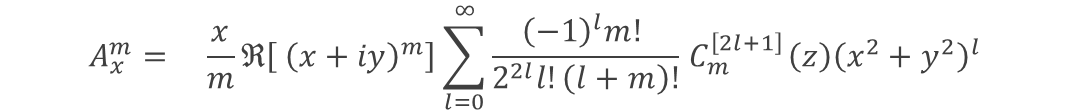 $A_x^m = \frac{x}{m} \Re[(x+iy)^m] \sum_{l=0}^{\infty} \frac{(-1)^l m!}{2^{2l} l! (l+m)!} C_m^{[2l+1]}(z)(x^2+y^2)^l$